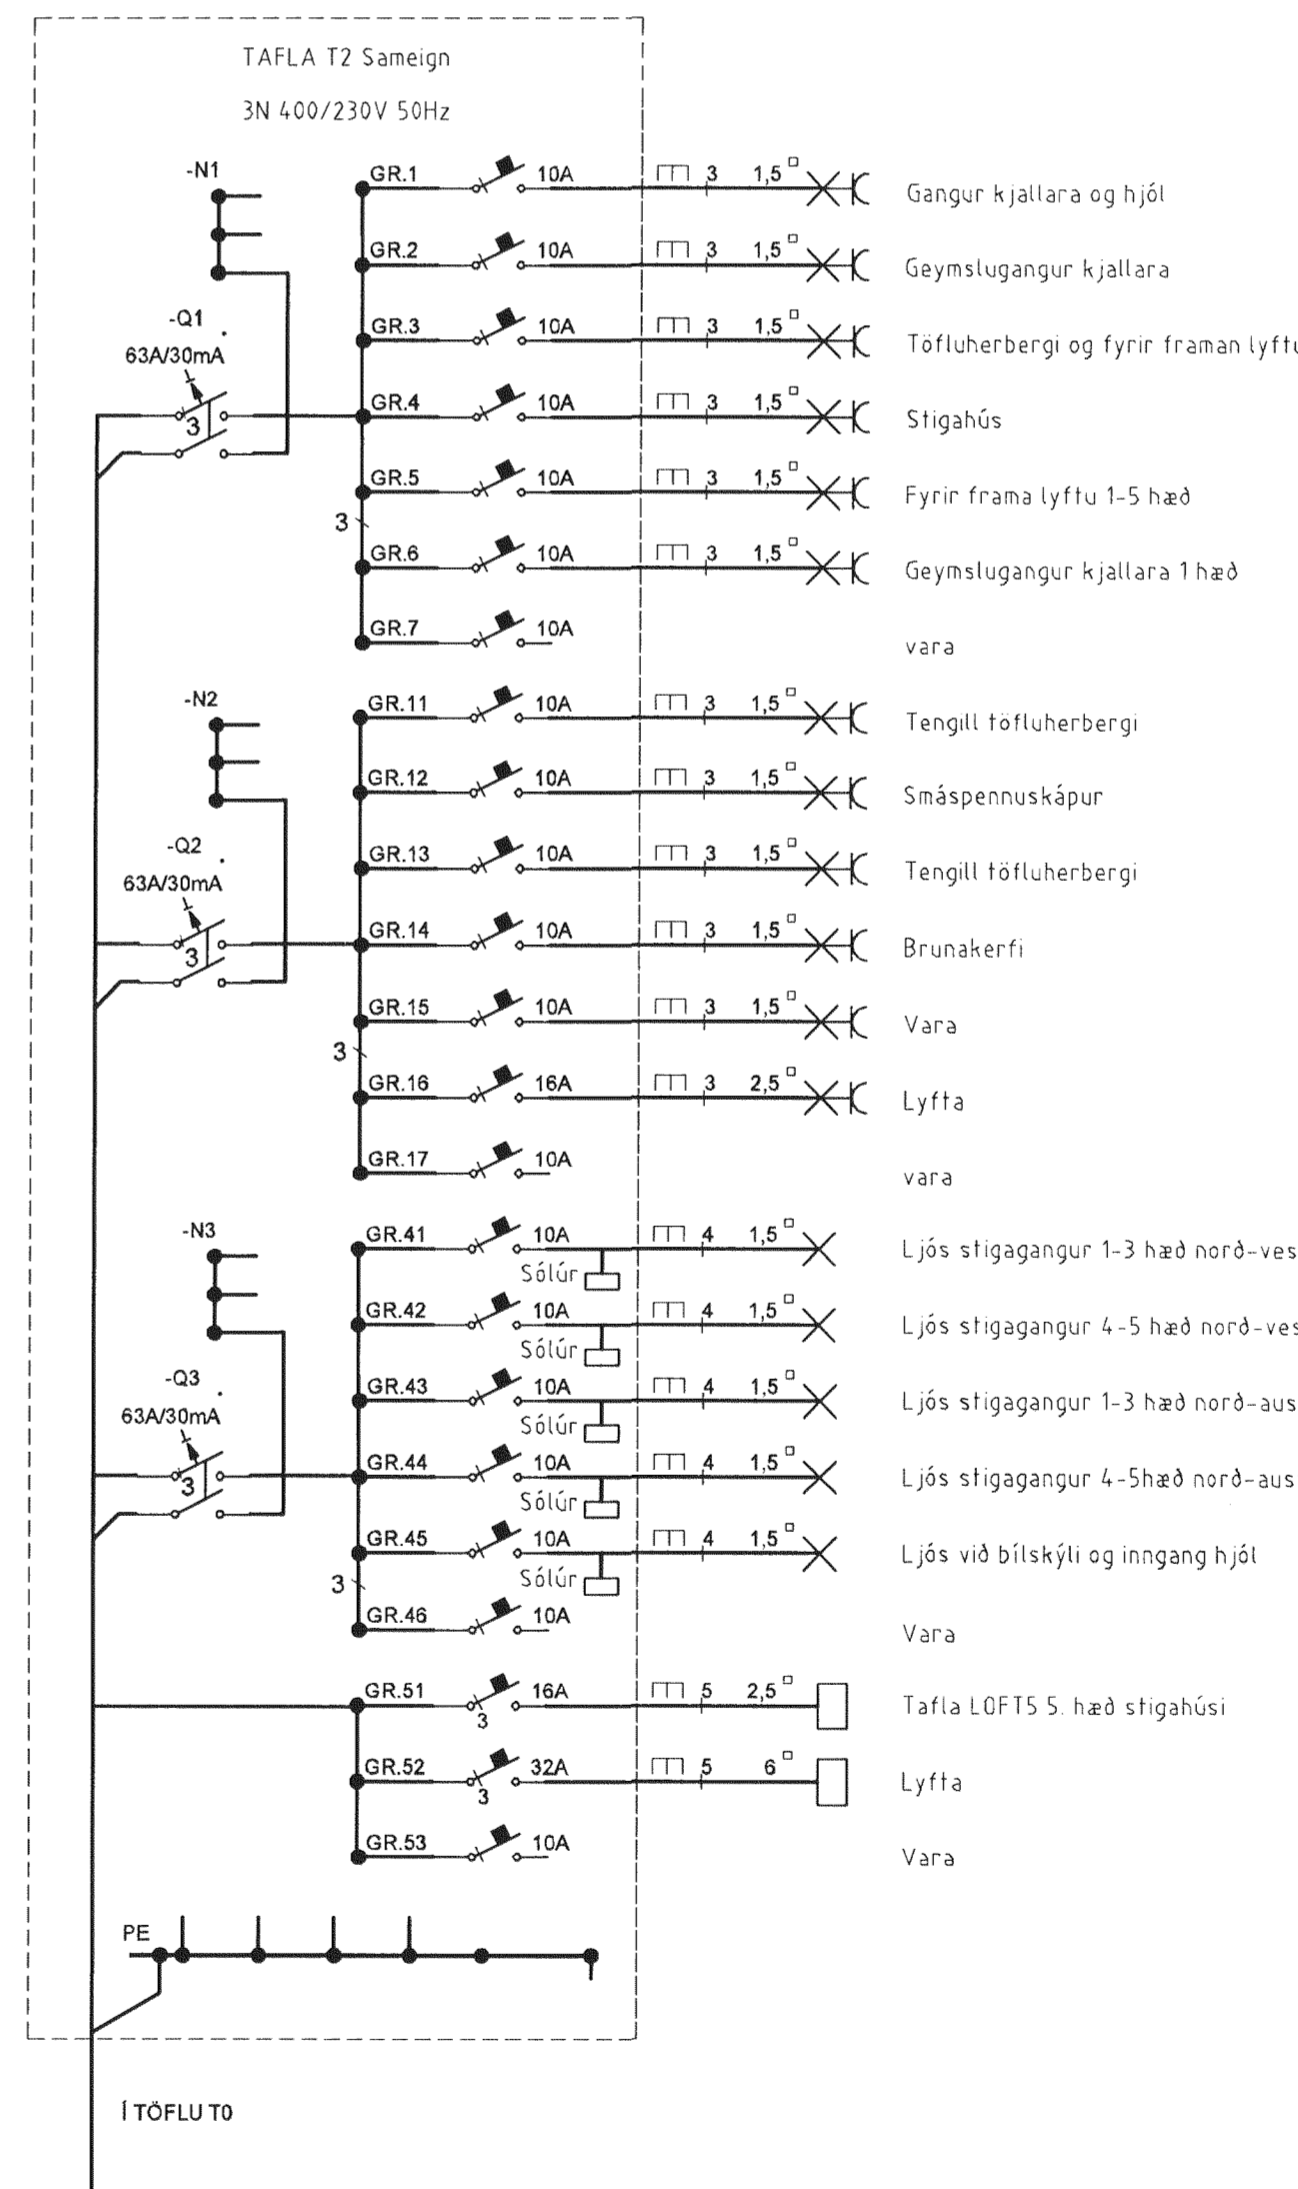 TAFLA T2 Sameign
3N 400/230V 50Hz
-N1
-Q1
63A/30mA
3
3
GR.1 10A 3 1,5 Gangur kjallara og hjól
GR.2 10A 3 1,5 Geymslugangur kjallara
GR.3 10A 3 1,5 Töfluherbergi og fyrir framan lyftu
GR.4 10A 3 1,5 Stigahús
GR.5 10A 3 1,5 Fyrir frama lyftu 1-5 hæð
GR.6 10A 3 1,5 Geymslugangur kjallara 1 hæð
GR.7 10A vara
-N2
-Q2
63A/30mA
3
3
GR.11 10A 3 1,5 Tengill töfluherbergi
GR.12 10A 3 1,5 Smáspennuskápur
GR.13 10A 3 1,5 Tengill töfluherbergi
GR.14 10A 3 1,5 Brunakerfi
GR.15 10A 3 1,5 Vara
GR.16 16A 3 2,5 Lyfta
GR.17 10A vara
-N3
-Q3
63A/30mA
3
3
GR.41 10A 4 1,5 Ljós stigagangur 1-3 hæð norð-ves
Sólúr
GR.42 10A 4 1,5 Ljós stigagangur 4-5 hæð norð-ves
Sólúr
GR.43 10A 4 1,5 Ljós stigagangur 1-3 hæð norð-aus
Sólúr
GR.44 10A 4 1,5 Ljós stigagangur 4-5hæð norð-aus
Sólúr
GR.45 10A 4 1,5 Ljós við bílskýli og inngang hjól
Sólúr
GR.46 10A Vara
GR.51 3 16A 5 2,5 Tafla LOFT5 5. hæð stigahúsi
GR.52 3 32A 5 6 Lyfta
GR.53 10A Vara
PE
Í TÖFLU T0